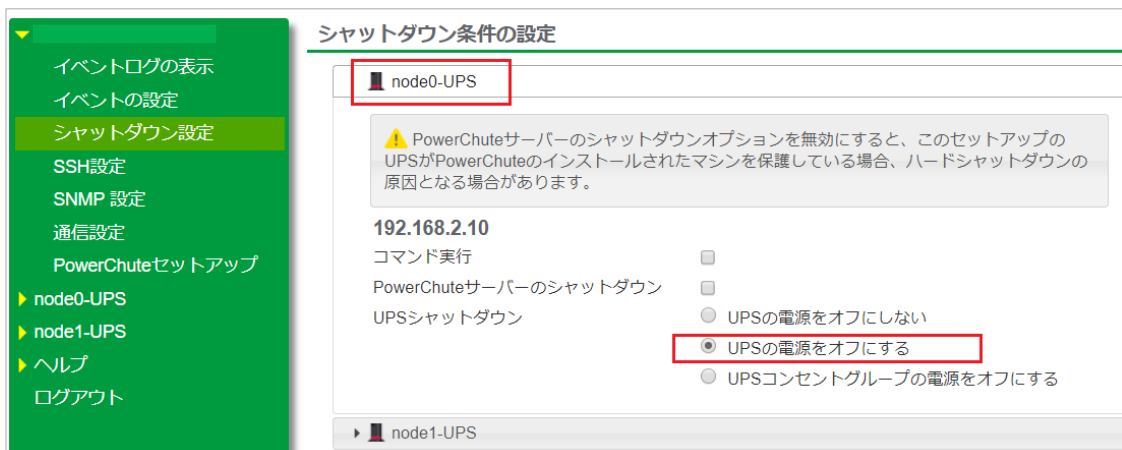 イベントログの表示
イベントの設定
シャットダウン設定
SSH設定
SNMP 設定
通信設定
PowerChuteセットアップ
node0-UPS
node1-UPS
ヘルプ
ログアウト
シャットダウン条件の設定
node0-UPS
PowerChuteサーバーのシャットダウンオプションを無効にすると、このセットアップの
UPSがPowerChuteのインストールされたマシンを保護している場合、ハードシャットダウンの
原因となる場合があります。
192.168.2.10
コマンド実行
PowerChuteサーバーのシャットダウン
UPSシャットダウン
UPSの電源をオフにしない
UPSの電源をオフにする
UPSコンセントグループの電源をオフにする
node1-UPS